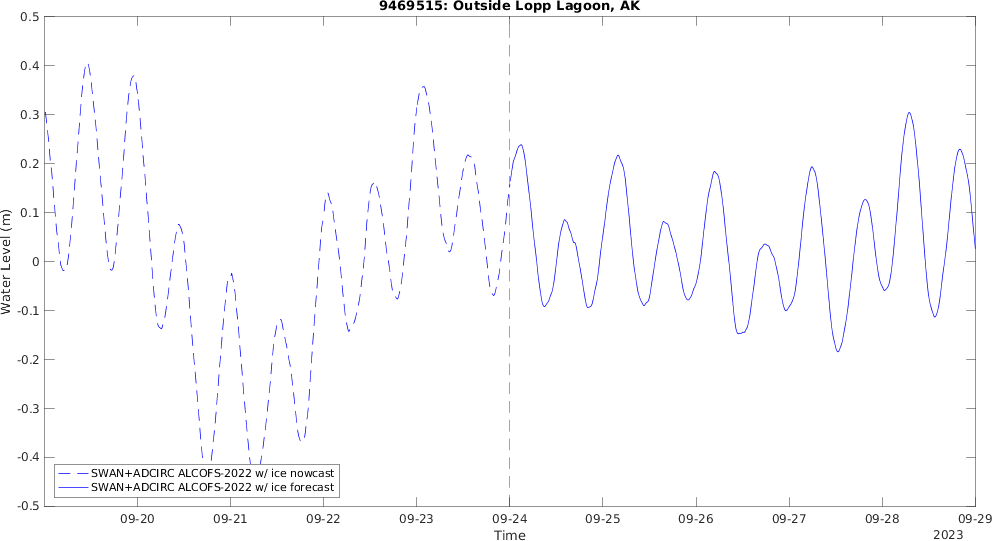 9469515: Outside Lopp Lagoon, AK
0.5
0.4
0.3
0.2
0.1
0
-0.1
-0.2
-0.3
-0.4
-0.5
Water Level (m)
SWAN+ADCIRC ALCOFS-2022 w/ ice nowcast
SWAN+ADCIRC ALCOFS-2022 w/ ice forecast
09-20 09-21 09-22 09-23 09-24 09-25 09-26 09-27 09-28 09-29
Time
2023